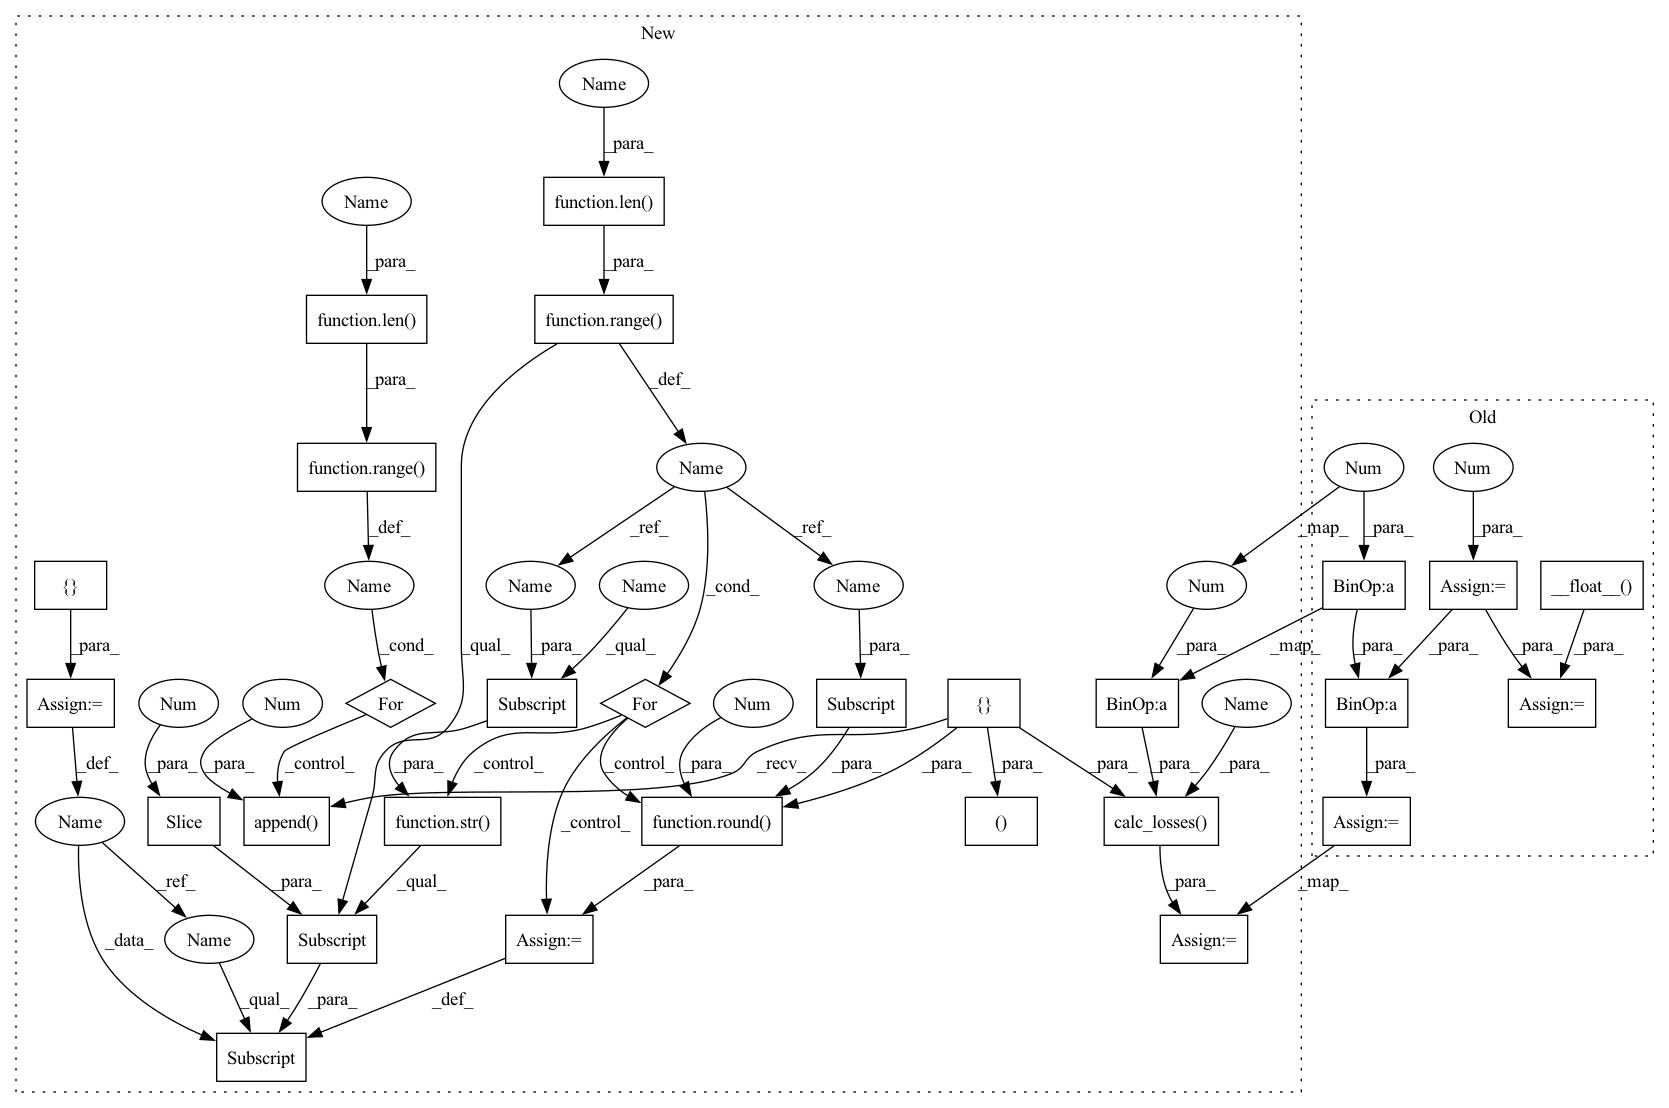 New
Name
_para_
Name
function.len()
_para_
_para_
function.len()
function.range()
_para_
_def_
Old
function.range()
Name
Num
Num
_def_
_ref_
_ref_
_map_
_para_
_para_
{}
Name
Name
Name
_cond_
Name
Num
BinOp:a
Assign:=
__float__()
_para_
_cond_
_qual_
_para_
_qual_
_para_
_para_
_map_
_para_
_para_
_para_
_para_
Assign:=
Num
Num
For
Subscript
For
Num
Subscript
{}
BinOp:a
Name
BinOp:a
Assign:=
_def_
_para_
_para_
_control_
_para_
_control_
_control_
_para_
_recv_
_para_
_para_
_para_
_para_
_para_
_para_
_para_
Name
Slice
append()
function.str()
_control_
function.round()
()
calc_losses()
Assign:=
_ref_
_para_
_qual_
_para_
_para_
_map_
_data_
Name
Subscript
Assign:=
Assign:=
_qual_
_para_
_def_
Subscript